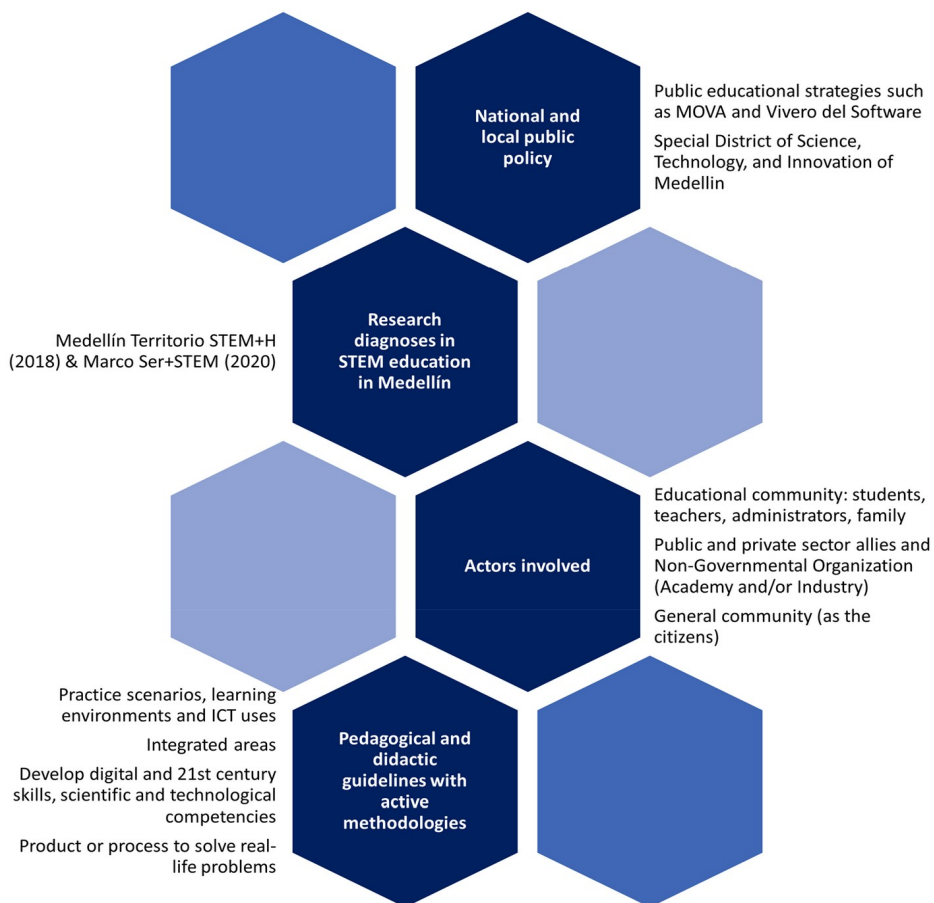 National and
local public
policy
Public educational strategies such
as MOVA and Vivero del Software
Special District of Science,
Technology, and Innovation of
Medellin
Medellín Territorio STEM+H
(2018) & Marco Ser+STEM (2020)
Research
diagnoses in
STEM education
in Medellín
Actors involved
Educational community: students,
teachers, administrators, family
Public and private sector allies and
Non-Governmental Organization
(Academy and/or Industry)
General community (as the
citizens)
Practice scenarios, learning
environments and ICT uses
Integrated areas
Develop digital and 21st century
skills, scientific and technological
competencies
Product or process to solve real-
life problems
Pedagogical and
didactic
guidelines with
active
methodologies